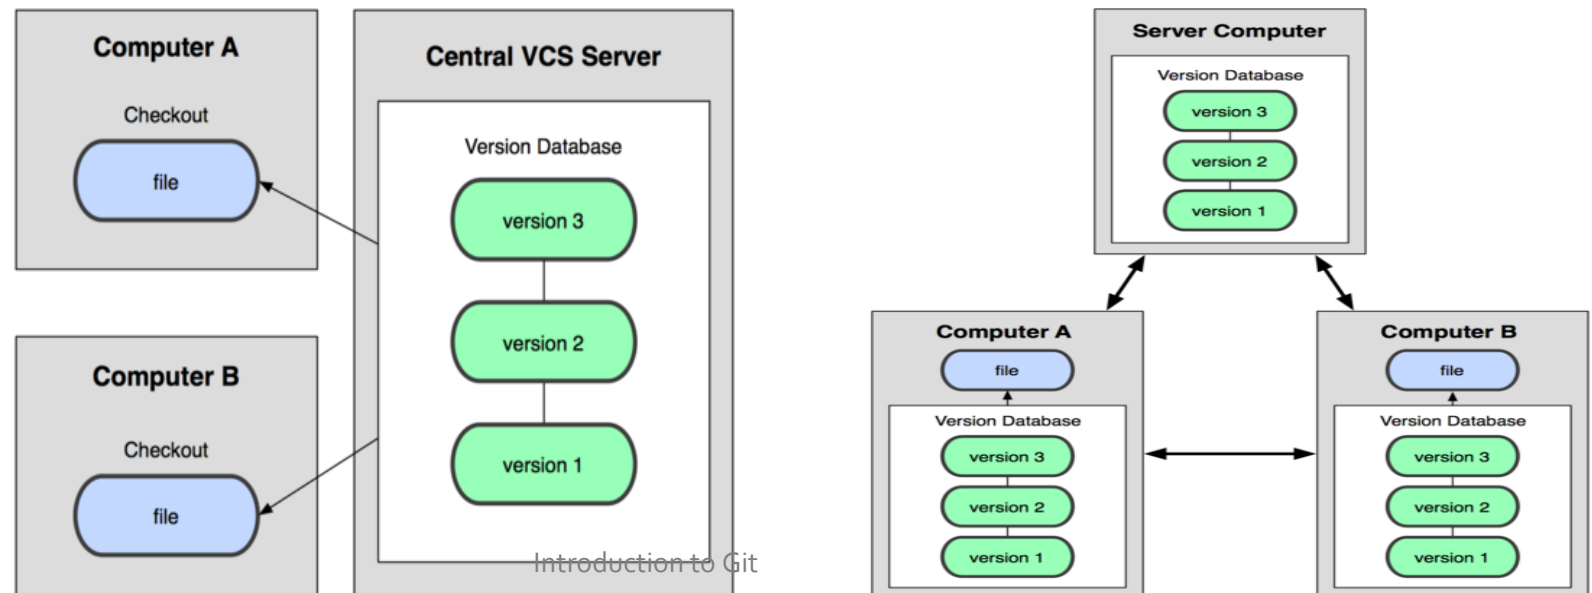 Computer A
Checkout
file
Computer B
Checkout
file
Central VCS Server
Version Database
version 3
version 2
version 1
Introduction to Git
Server Computer
Version Database
version 3
version 2
version 1
Computer A
file
Version Database
version 3
version 2
version 1
Computer B
file
Version Database
version 3
version 2
version 1